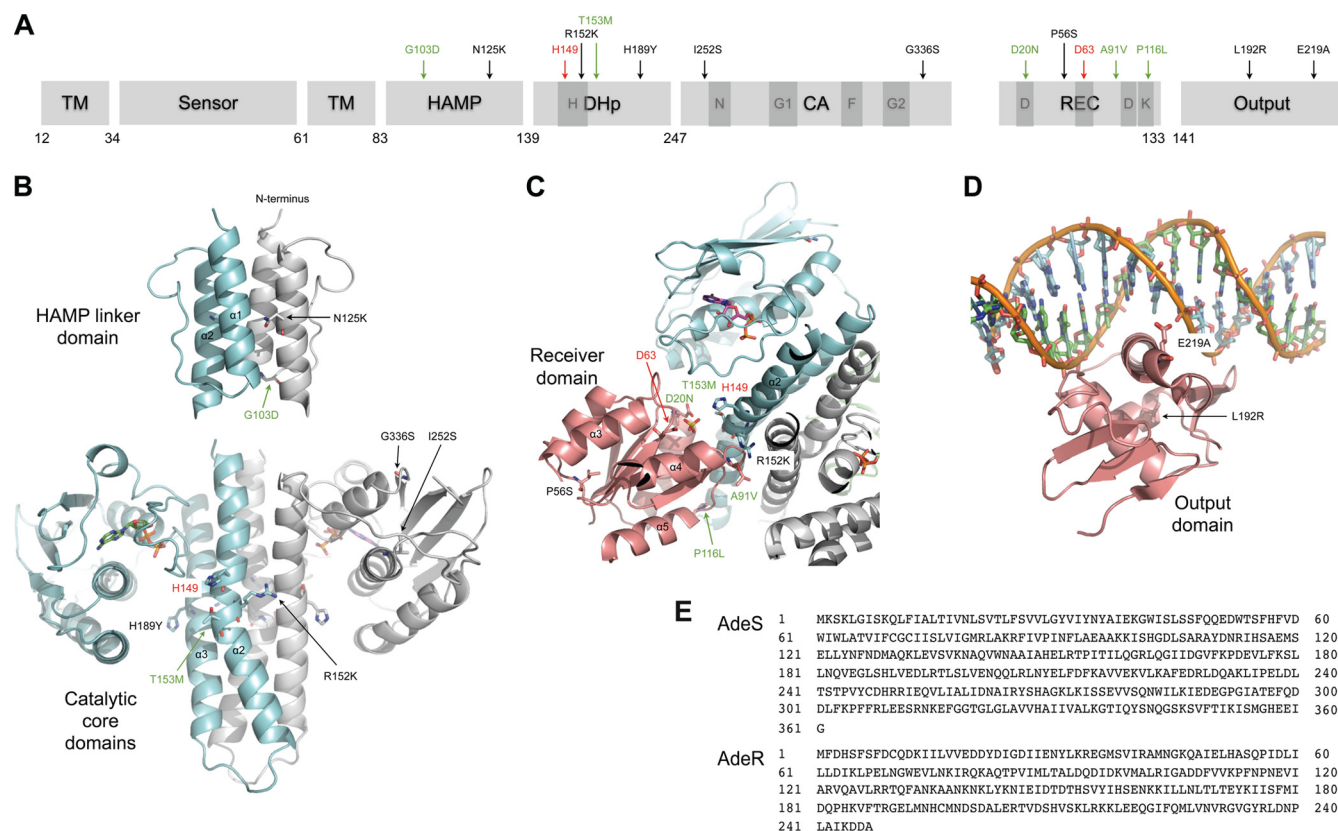 A
T153M
R152K
P56S
G103D
N125K
H149
H189Y
I252S
G336S
D20N
D63
A91V
P116L
L192R
E219A
TM
Sensor
TM
HAMP
H
DHp
N
G1
CA
F
G2
D
REC
D
K
Output
12
34
61
83
139
247
133
141
B
N-terminus
HAMP linker
domain
α1
α2
N125K
G103D
G336S
I252S
H149
H189Y
α3
α2
T153M
R152K
Catalytic
core
domains
C
Receiver
domain
D63
T153M
H149
D20N
α2
α3
α4
R152K
P56S
A91V
α5
P116L
D
E219A
L192R
Output
domain
E
AdeS
1 MKSKLGISKQLFIALTIVNLSVTLFSVVLGYVIYNYAIEKGWISLSSFQQEDWTSFHFVD 60
61 WIWLATVIFCGCIISLVIGMRLAKRFIVPINFLAEAAKKISHGDLSARAYDNRIHSAEMS 120
121 ELLYNFNDMAQKLEVSVKNAQVWNAAIAHELRTPITILQGRLQGIIDGVFKPDEVLFKSL 180
181 LNQVEGLSHLVEDLRTLSLVENQQLRLNYELFDFKAVVEKVLKAFEDRLDQAKLIPELDL 240
241 TSTPVYCDHRRIEQVLIALIDNAIRYSHAGKLKISSEVVSQNWILKIEDEGPGIATEFQD 300
301 DLFKPFFRLEESRNKEFGGTGLGLAVVHAIIVALKGTIQYSNQGSKSVFTIKISMGHEEI 360
361 G
AdeR
1 MFDHSFSFDCQDKIILVVEDDYDIGDIIENYLKREGMSVIRAMNGKQAIELHASQPIDLI 60
61 LLDIKLPELNGWEVLNKIRQKAQTPVIMLTALDQDIDKVMALRIGADDFVVKPFNPNEVI 120
121 ARVQAVLRRTQFANKAANKNKLYKNIEIDTDTHSVYIHSENKKILLNLTLTEYKIISFMI 180
181 DQPHKVFTRGELMNHCMNDSDALERTVDSHVSKLRKKLEEQGIFQMLVNVRGVGYRLDNP 240
241 LAIKDDA